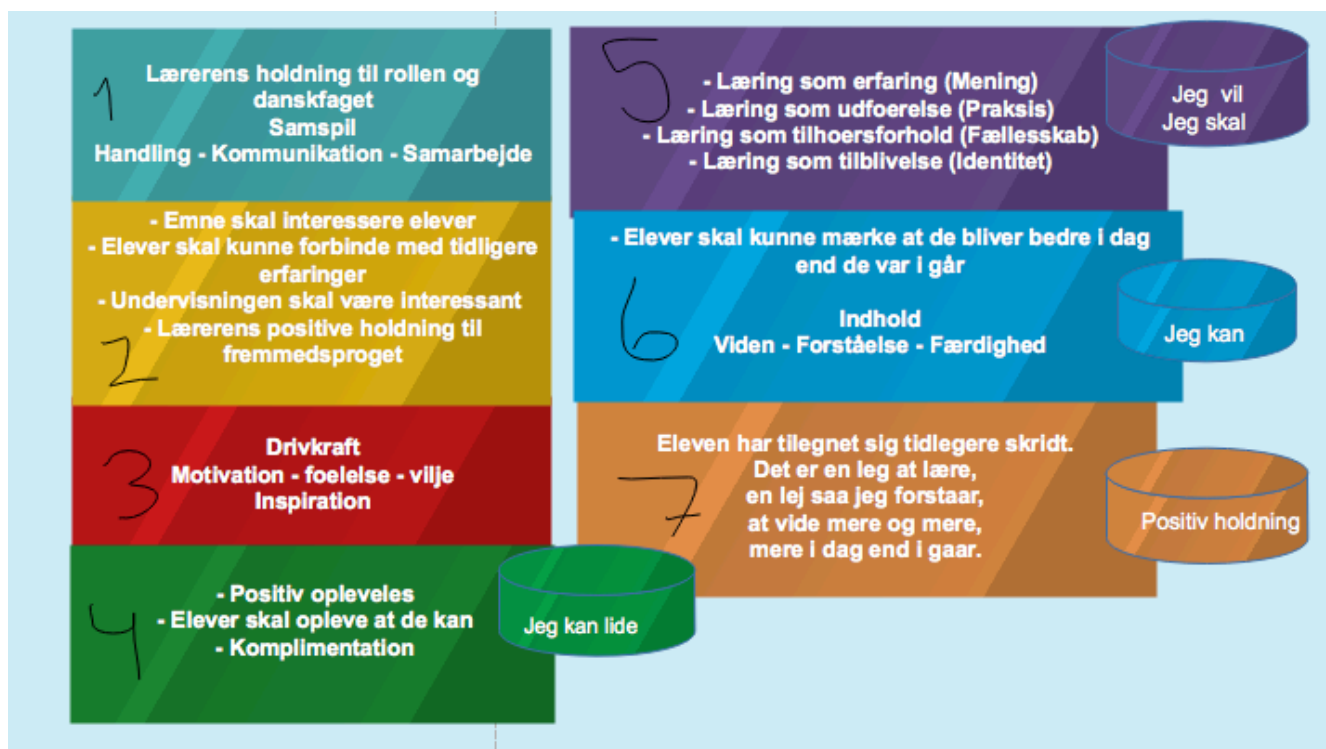 1
Lærerens holdning til rollen og
danskfaget
Samspil
Handling - Kommunikation - Samarbejde
2
- Emne skal interessere elever
- Elever skal kunne forbinde med tidligere
erfaringer
- Undervisningen skal være interessant
- Lærerens positive holdning til
fremmedsproget
3
Drivkraft
Motivation - foelelse - vilje
Inspiration
4
- Positiv opleveles
- Elever skal opleve at de kan
- Komplimentation
Jeg kan lide
5
- Læring som erfaring (Mening)
- Læring som udfoerelse (Praksis)
- Læring som tilhoersforhold (Fællesskab)
- Læring som tilblivelse (Identitet)
Jeg vil
Jeg skal
6
- Elever skal kunne mærke at de bliver bedre i dag
end de var i går
Indhold
Viden - Forståelse - Færdighed
Jeg kan
7
Eleven har tilegnet sig tidlegere skridt.
Det er en leg at lære,
en lej saa jeg forstaar,
at vide mere og mere,
mere i dag end i gaar.
Positiv holdning